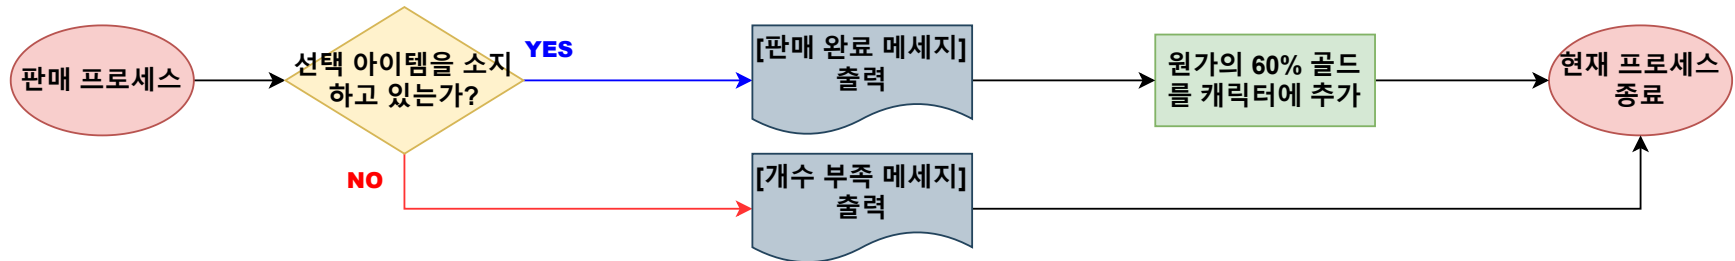 판매 프로세스
선택 아이템을 소지
하고 있는가?
YES
[판매 완료 메세지]
출력
원가의 60% 골드
를 캐릭터에 추가
현재 프로세스
종료
NO
[개수 부족 메세지]
출력